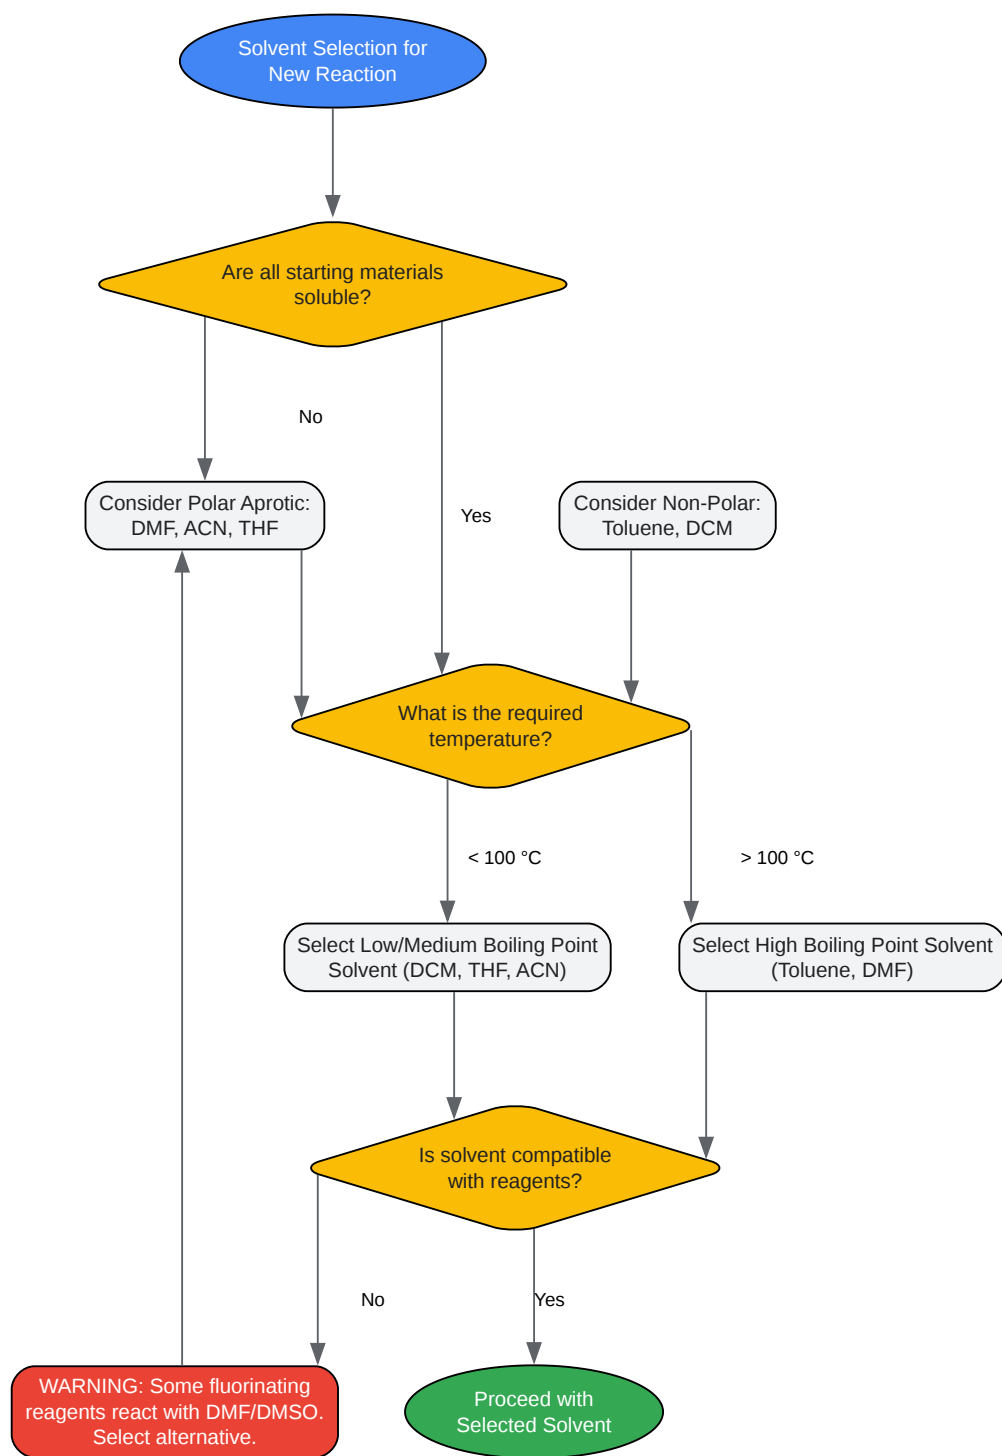 Solvent Selection for
New Reaction
Are all starting materials
soluble?
No
Consider Polar Aprotic:
DMF, ACN, THF
Yes
Consider Non-Polar:
Toluene, DCM
What is the required
temperature?
< 100 °C
> 100 °C
Select Low/Medium Boiling Point
Solvent (DCM, THF, ACN)
Select High Boiling Point Solvent
(Toluene, DMF)
Is solvent compatible
with reagents?
No
Yes
WARNING: Some fluorinating
reagents react with DMF/DMSO.
Select alternative.
Proceed with
Selected Solvent